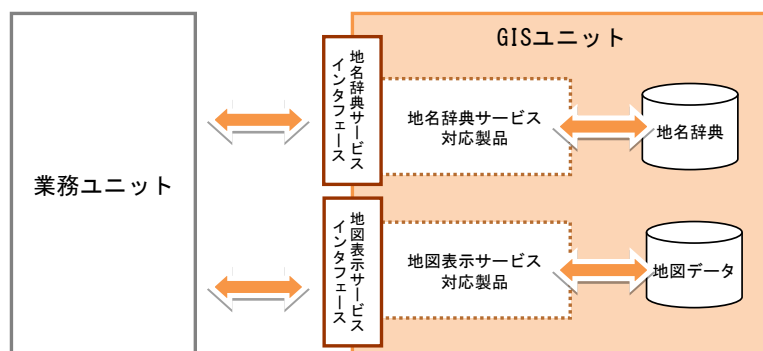 GISユニット
業務ユニット
地名辞典サービス
インタフェース
地名辞典サービス
対応製品
地名辞典
地図表示サービス
インタフェース
地図表示サービス
対応製品
地図データ